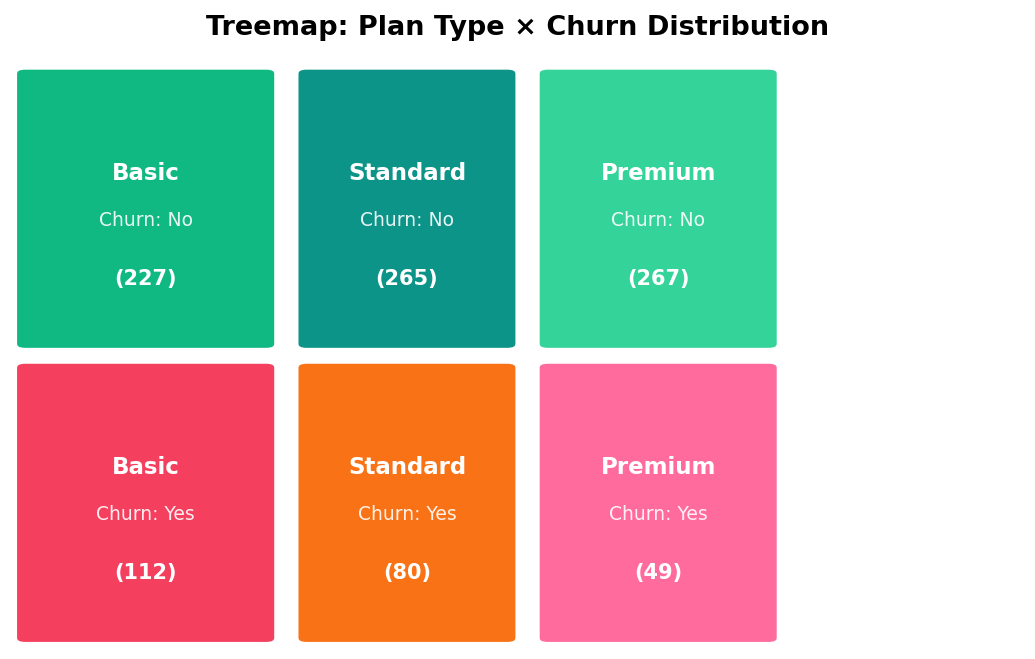 Treemap: Plan Type × Churn Distribution
Basic
Churn: No
(227)
Standard
Churn: No
(265)
Premium
Churn: No
(267)
Basic
Churn: Yes
(112)
Standard
Churn: Yes
(80)
Premium
Churn: Yes
(49)